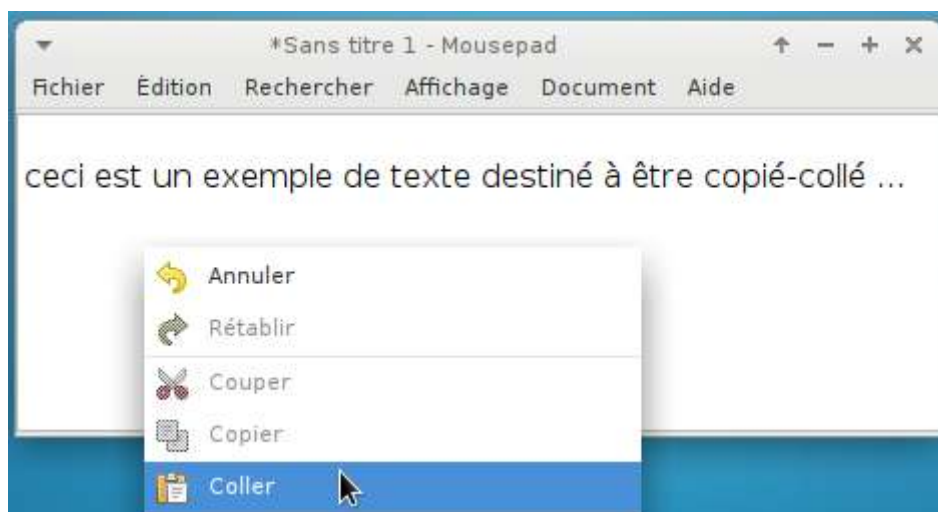 *Sans titre 1 - Mousepad
Fichier Édition Rechercher Affichage Document Aide
ceci est un exemple de texte destiné à être copié-collé ...
Annuler
Rétablir
Couper
Copier
Coller